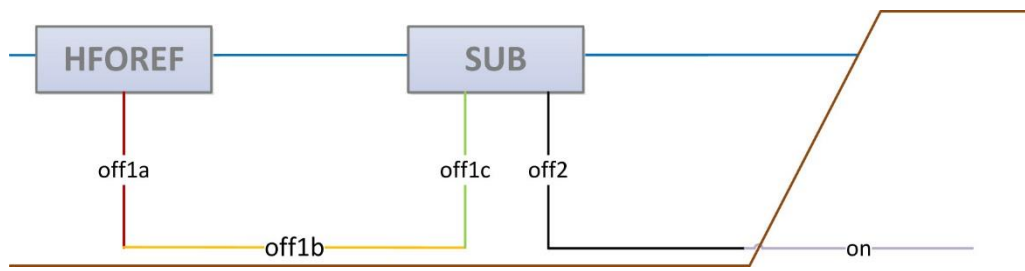 HFOREF
SUB
off1a
off1c
off2
off1b
on